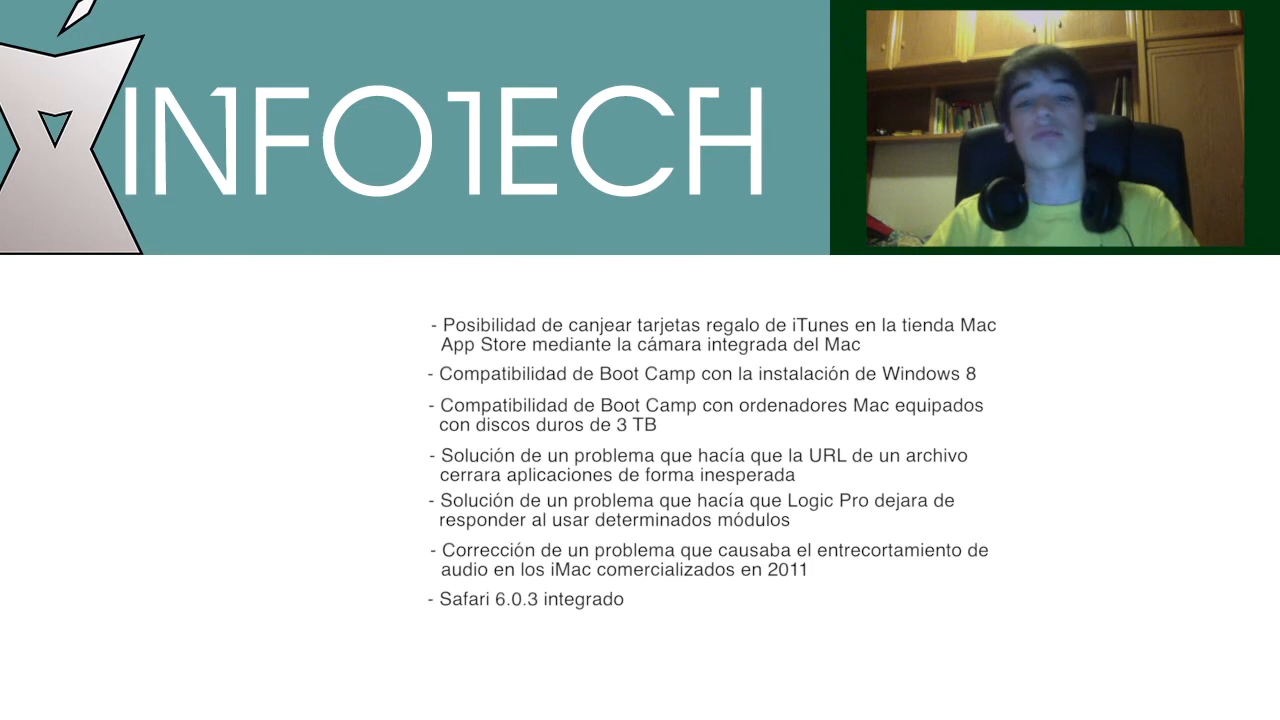 INFOTECH
- Posibilidad de canjear tarjetas regalo de iTunes en la tienda Mac
App Store mediante la cámara integrada del Mac
- Compatibilidad de Boot Camp con la instalación de Windows 8
- Compatibilidad de Boot Camp con ordenadores Mac equipados
con discos duros de 3 TB
- Solución de un problema que hacía que la URL de un archivo
cerrara aplicaciones de forma inesperada
- Solución de un problema que hacía que Logic Pro dejara de
responder al usar determinados módulos
- Corrección de un problema que causaba el entrecortamiento de
audio en los iMac comercializados en 2011
- Safari 6.0.3 integrado